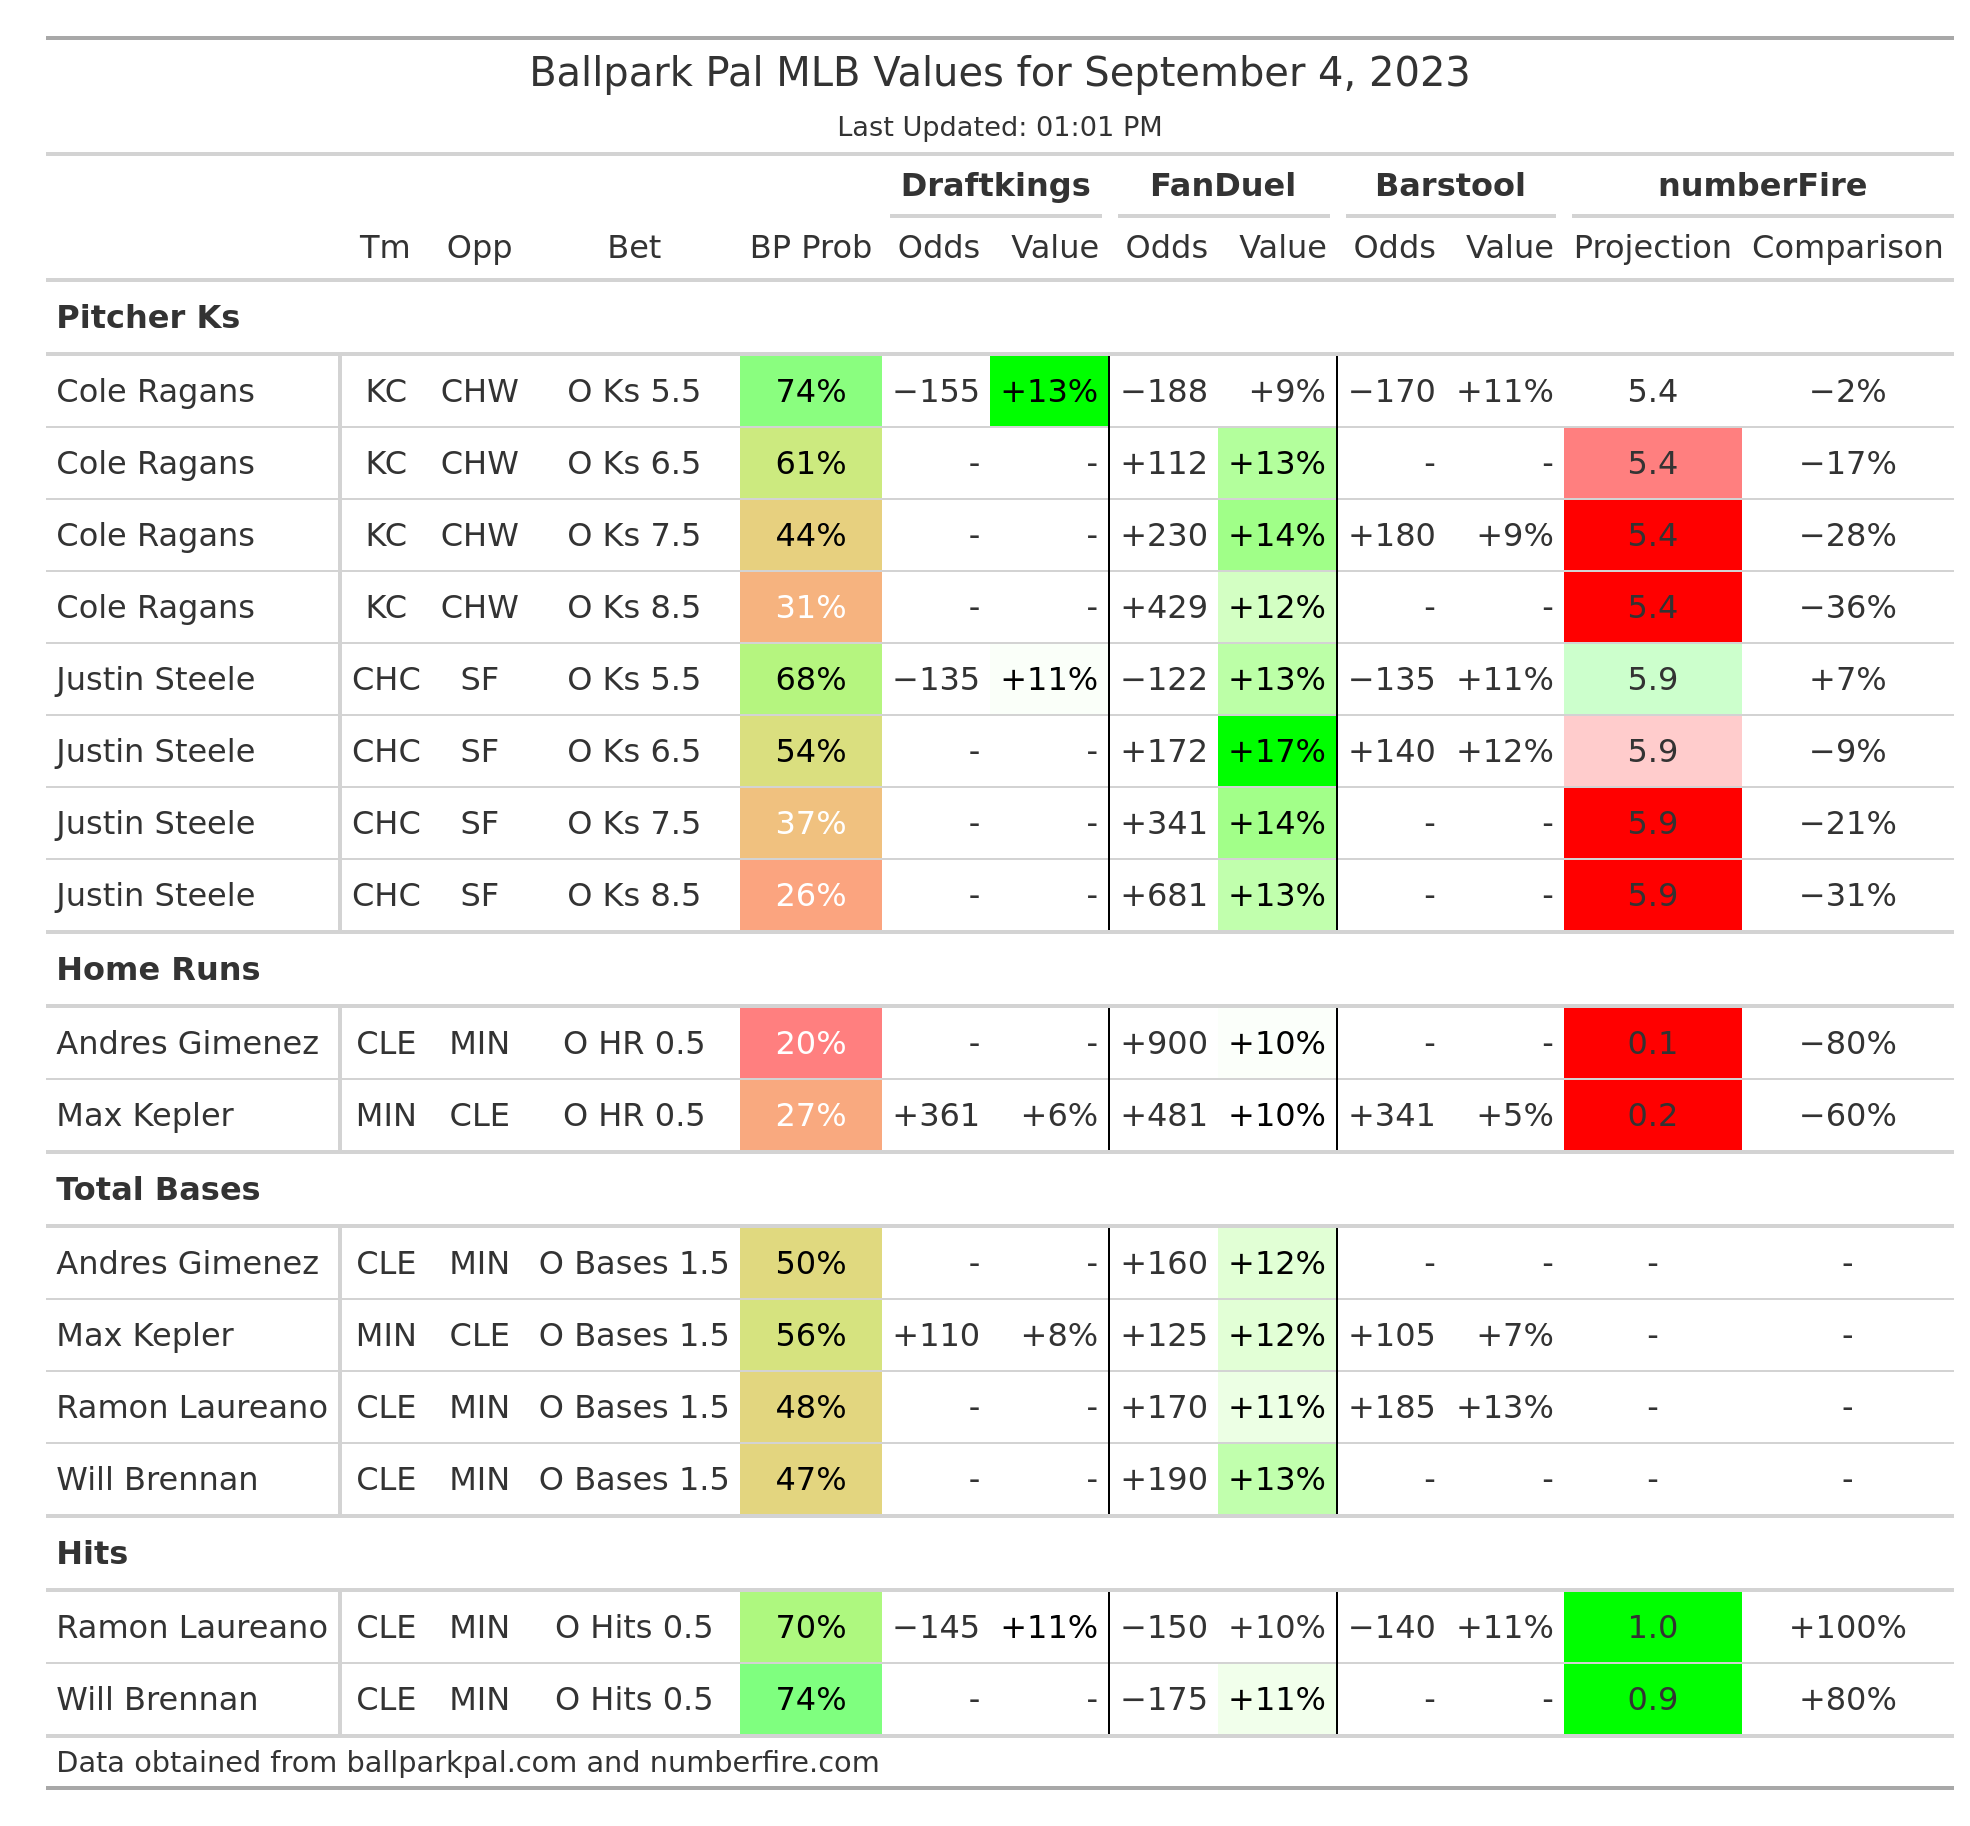 Ballpark Pal MLB Values for September 4, 2023
Last Updated: 01:01 PM
Draftkings FanDuel Barstool numberFire
Tm Opp Bet BP Prob Odds Value Odds Value Odds Value Projection Comparison
Pitcher Ks
Cole Ragans KC CHW O Ks 5.5 74% −155 +13% −188 +9% −170 +11% 5.4 −2%
Cole Ragans KC CHW O Ks 6.5 61% - - +112 +13% - - 5.4 −17%
Cole Ragans KC CHW O Ks 7.5 44% - - +230 +14% +180 +9% 5.4 −28%
Cole Ragans KC CHW O Ks 8.5 31% - - +429 +12% - - 5.4 −36%
Justin Steele CHC SF O Ks 5.5 68% −135 +11% −122 +13% −135 +11% 5.9 +7%
Justin Steele CHC SF O Ks 6.5 54% - - +172 +17% +140 +12% 5.9 −9%
Justin Steele CHC SF O Ks 7.5 37% - - +341 +14% - - 5.9 −21%
Justin Steele CHC SF O Ks 8.5 26% - - +681 +13% - - 5.9 −31%
Home Runs
Andres Gimenez CLE MIN O HR 0.5 20% - - +900 +10% - - 0.1 −80%
Max Kepler MIN CLE O HR 0.5 27% +361 +6% +481 +10% +341 +5% 0.2 −60%
Total Bases
Andres Gimenez CLE MIN O Bases 1.5 50% - - +160 +12% - - - -
Max Kepler MIN CLE O Bases 1.5 56% +110 +8% +125 +12% +105 +7% - -
Ramon Laureano CLE MIN O Bases 1.5 48% - - +170 +11% +185 +13% - -
Will Brennan CLE MIN O Bases 1.5 47% - - +190 +13% - - - -
Hits
Ramon Laureano CLE MIN O Hits 0.5 70% −145 +11% −150 +10% −140 +11% 1.0 +100%
Will Brennan CLE MIN O Hits 0.5 74% - - −175 +11% - - 0.9 +80%
Data obtained from ballparkpal.com and numberfire.com